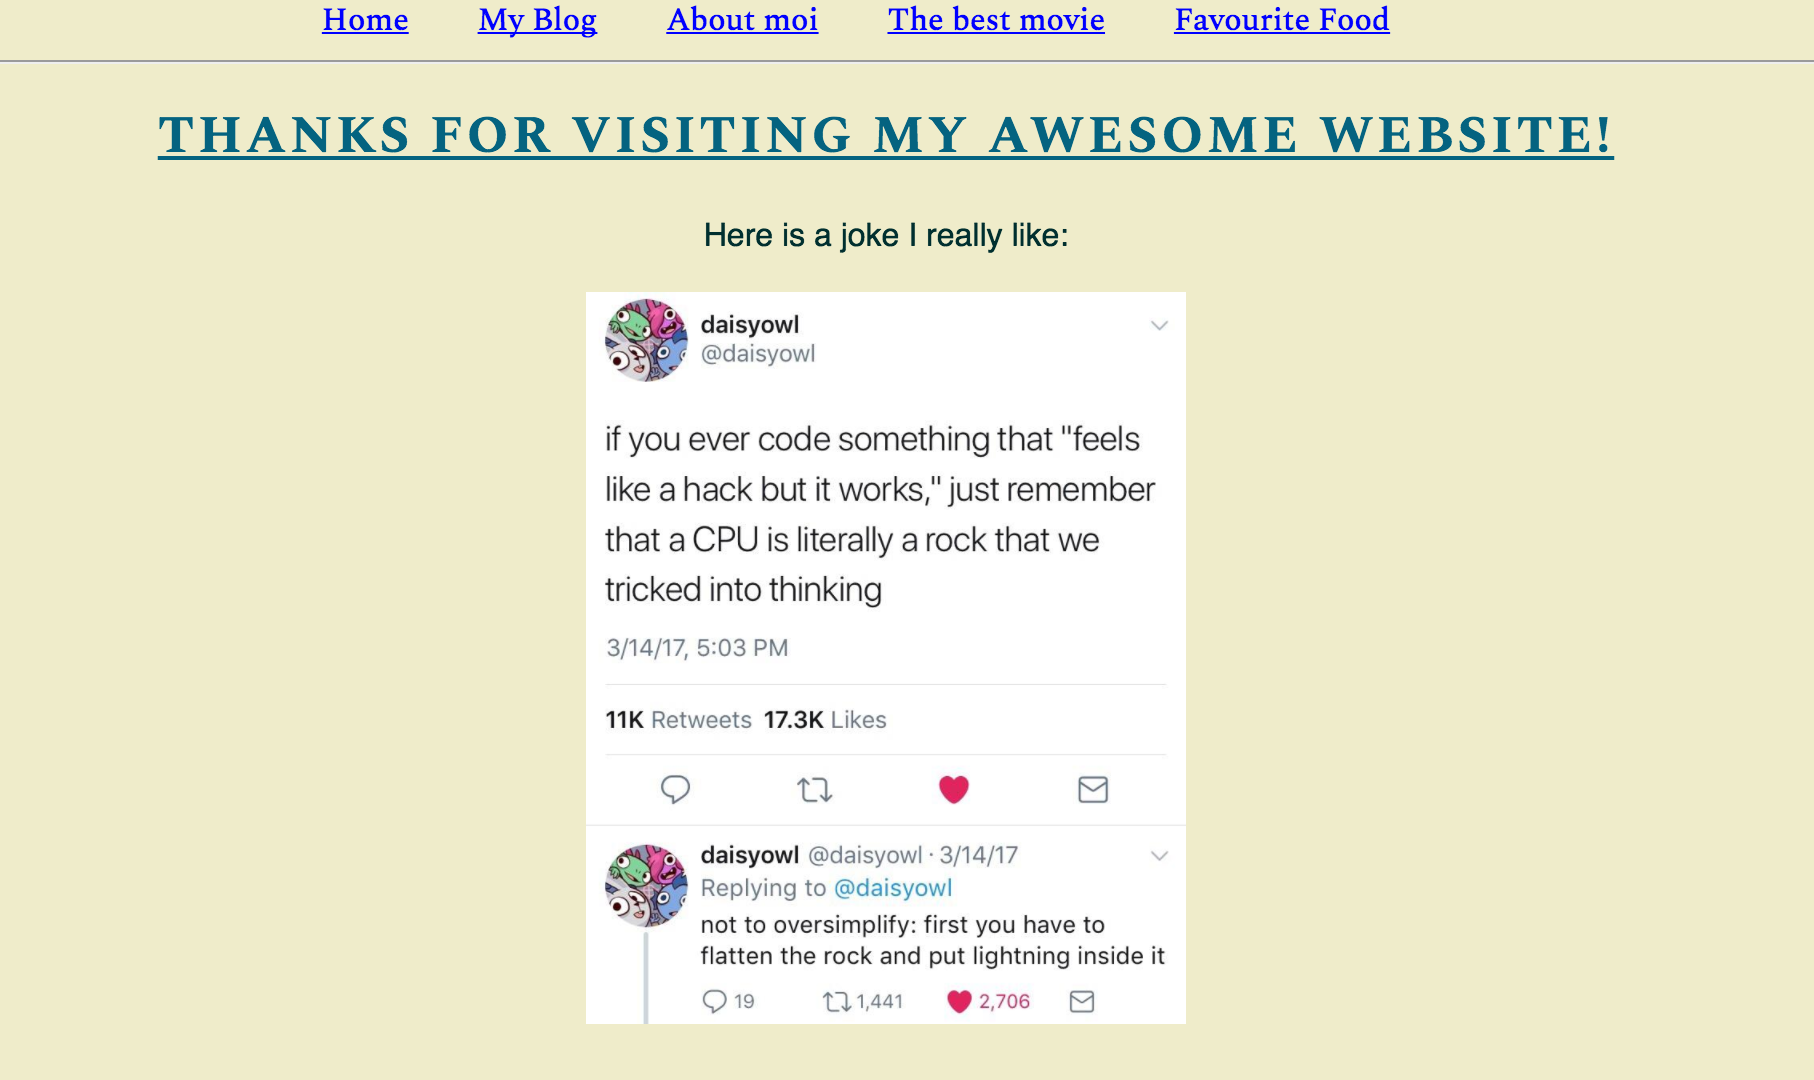 Home My Blog About moi The best movie Favourite Food
THANKS FOR VISITING MY AWESOME WEBSITE!
Here is a joke I really like:
daisyowl
@daisyowl
if you ever code something that "feels
like a hack but it works," just remember
that a CPU is literally a rock that we
tricked into thinking
3/14/17, 5:03 PM
11K Retweets 17.3K Likes
daisyowl @daisyowl · 3/14/17
Replying to @daisyowl
not to oversimplify: first you have to
flatten the rock and put lightning inside it
19 1,441 2,706